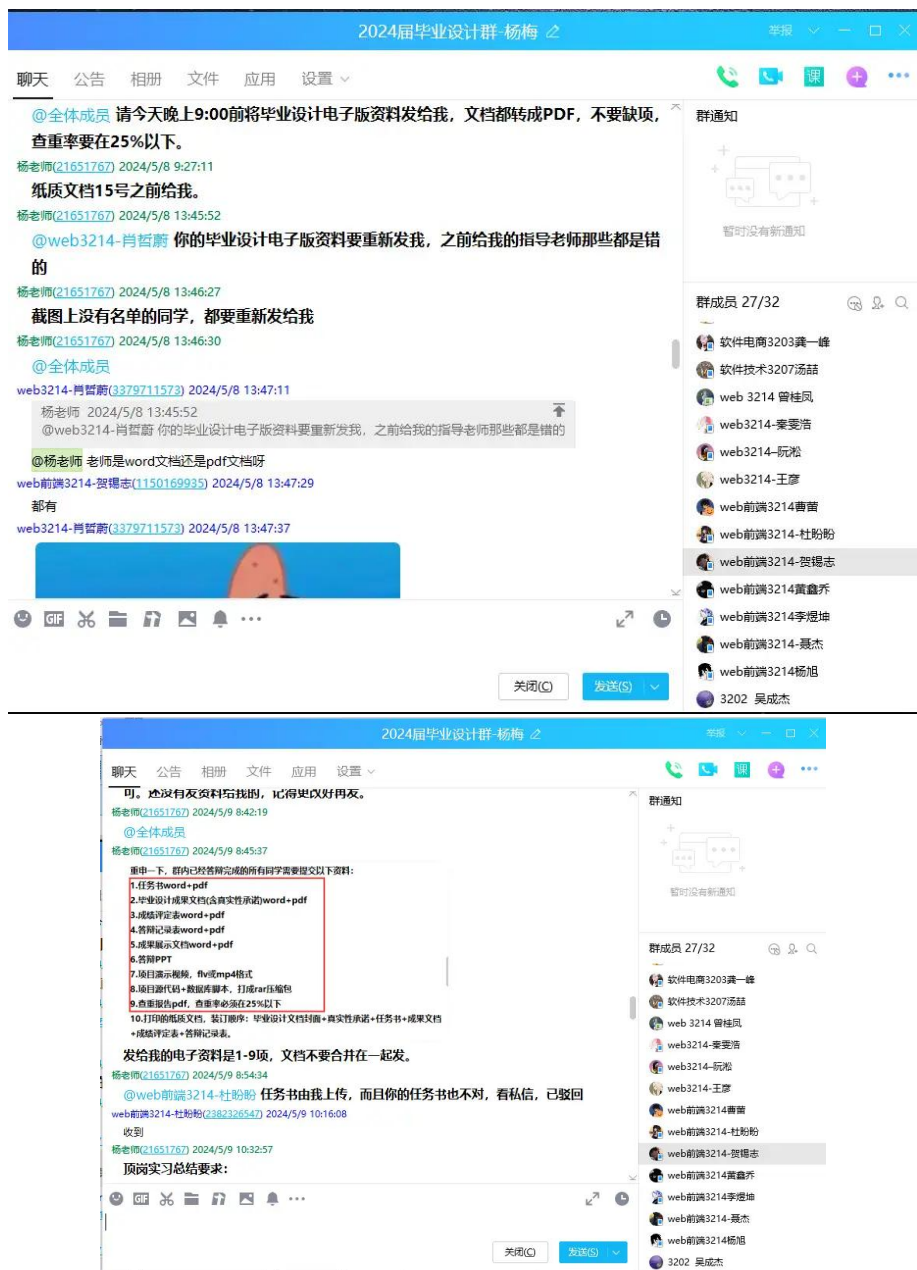 2024届毕业设计群-杨梅
举报
聊天 公告 相册 文件 应用 设置
@全体成员 请今天晚上9:00前将毕业设计电子版资料发给我，文档都转成PDF，不要缺项，
查重率要在25%以下。
杨老师(21651767) 2024/5/8 9:27:11
纸质文档15号之前给我。
杨老师(21651767) 2024/5/8 13:45:52
@web3214-肖哲蔚 你的毕业设计电子版资料要重新发我，之前给我的指导老师那些都是错
的
杨老师(21651767) 2024/5/8 13:46:27
截图上没有名单的同学，都要重新发给我
杨老师(21651767) 2024/5/8 13:46:30
@全体成员
web3214-肖哲蔚(3379711573) 2024/5/8 13:47:11
杨老师 2024/5/8 13:45:52
@web3214-肖哲蔚 你的毕业设计电子版资料要重新发我，之前给我的指导老师那些都是错的
@杨老师 老师是word文档还是pdf文档呀
web前端3214-贺锡志(1150169935) 2024/5/8 13:47:29
都有
web3214-肖哲蔚(3379711573) 2024/5/8 13:47:37
GIF
关闭(C) 发送(S)
课
群通知
暂时没有新通知
群成员 27/32
软件电商3203龚一峰
软件技术3207汤喆
web 3214 曾桂凤
web3214-秦雯浩
web3214-阮淞
web3214-王彦
web前端3214曹蕾
web前端3214-杜盼盼
web前端3214-贺锡志
web前端3214黄鑫乔
web前端3214李煜坤
web前端3214-聂杰
web前端3214杨旭
3202 吴成杰
2024届毕业设计群-杨梅
举报
聊天 公告 相册 文件 应用 设置
可。还没有发资料给我的，记得更改好再发。
杨老师(21651767) 2024/5/9 8:42:19
@全体成员
杨老师(21651767) 2024/5/9 8:45:37
重申一下，群内已经答辩完成的所有同学需要提交以下资料：
1.任务书word+pdf
2.毕业设计成果文档(含真实性承诺)word+pdf
3.成绩评定表word+pdf
4.答辩记录表word+pdf
5.成果展示文档word+pdf
6.答辩PPT
7.项目演示视频，flv或mp4格式
8.项目源代码+数据库脚本，打成rar压缩包
9.查重报告pdf，查重率必须在25%以下
10.打印的纸质文档，装订顺序：毕业设计文档封面+真实性承诺+任务书+成果文档
+成绩评定表+答辩记录表。
发给我的电子资料是1-9项，文档不要合并在一起发。
杨老师(21651767) 2024/5/9 8:54:34
@web前端3214-杜盼盼 任务书由我上传，而且你的任务书也不对，看私信，已驳回
web前端3214-杜盼盼(2382326547) 2024/5/9 10:16:08
收到
杨老师(21651767) 2024/5/9 10:32:57
顶岗实习总结要求：
GIF
关闭(C) 发送(S)
课
群通知
暂时没有新通知
群成员 27/32
软件电商3203龚一峰
软件技术3207汤喆
web 3214 曾桂凤
web3214-秦雯浩
web3214-阮淞
web3214-王彦
web前端3214曹蕾
web前端3214-杜盼盼
web前端3214-贺锡志
web前端3214黄鑫乔
web前端3214李煜坤
web前端3214-聂杰
web前端3214杨旭
3202 吴成杰